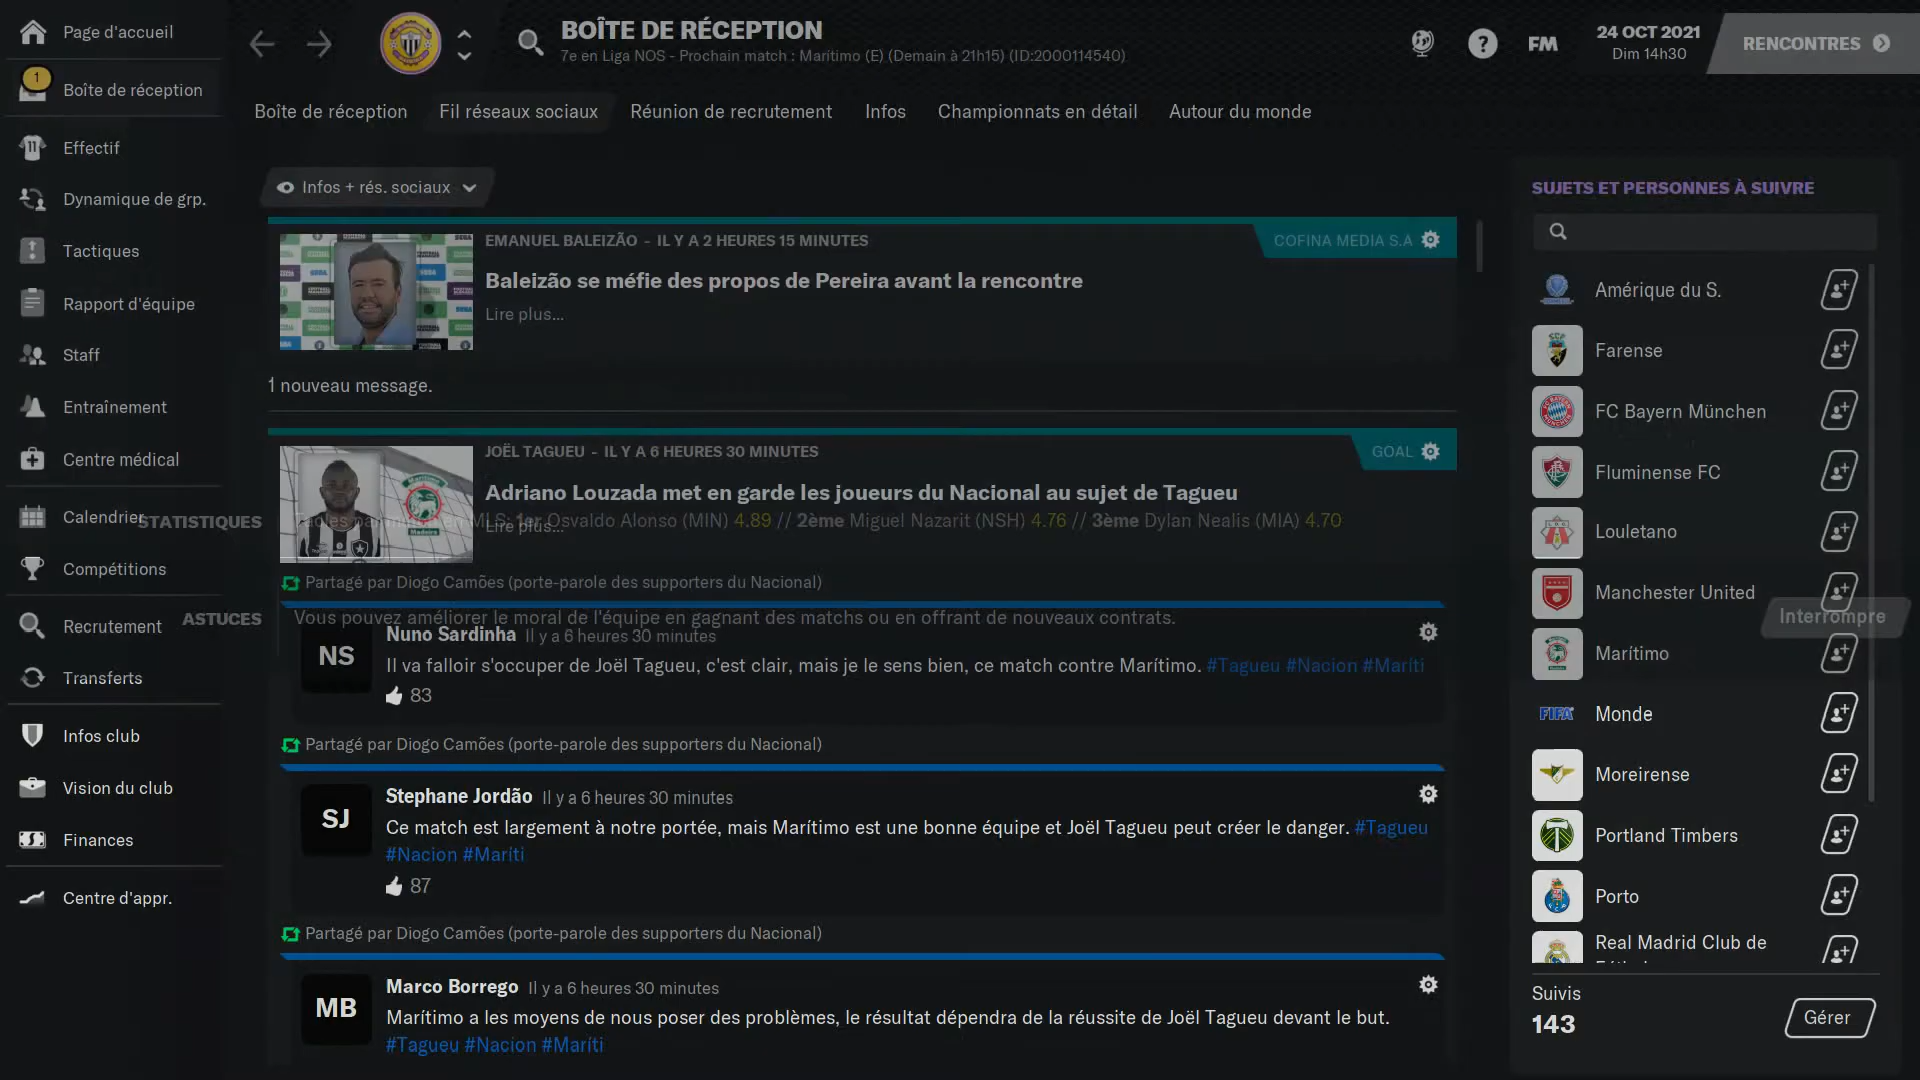 Page d'accueil
1
Boîte de réception
Effectif
Dynamique de grp.
Tactiques
Rapport d'équipe
Staff
Entraînement
Centre médical
Calendrier
Compétitions
Recrutement
Transferts
Infos club
Vision du club
Finances
Centre d'appr.
BOÎTE DE RÉCEPTION
7e en Liga NOS - Prochain match : Marítimo (E) (Demain à 21h15) (ID:2000114540)
?
FM
24 OCT 2021
Dim 14h30
RENCONTRES
Boîte de réception
Fil réseaux sociaux
Réunion de recrutement
Infos
Championnats en détail
Autour du monde
Infos + rés. sociaux
EMANUEL BALEIZÃO - IL Y A 2 HEURES 15 MINUTES
COFINA MEDIA S.A
Baleizão se méfie des propos de Pereira avant la rencontre
Lire plus...
1 nouveau message.
JOËL TAGUEU - IL Y A 6 HEURES 30 MINUTES
GOAL
Adriano Louzada met en garde les joueurs du Nacional au sujet de Tagueu
Lire plus...
STATISTIQUES
MLS: 1er Osvaldo Alonso (MIN) 4.89 // 2ème Miguel Nazarit (NSH) 4.76 // 3ème Dylan Nealis (MIA) 4.70
Partagé par Diogo Camões (porte-parole des supporters du Nacional)
ASTUCES
Vous pouvez améliorer le moral de l'équipe en gagnant des matchs ou en offrant de nouveaux contrats.
Interrompre
NS
Nuno Sardinha Il y a 6 heures 30 minutes
Il va falloir s'occuper de Joël Tagueu, c'est clair, mais je le sens bien, ce match contre Marítimo. #Tagueu #Nacion #Maríti
83
Partagé par Diogo Camões (porte-parole des supporters du Nacional)
SJ
Stephane Jordão Il y a 6 heures 30 minutes
Ce match est largement à notre portée, mais Marítimo est une bonne équipe et Joël Tagueu peut créer le danger. #Tagueu
#Nacion #Maríti
87
Partagé par Diogo Camões (porte-parole des supporters du Nacional)
MB
Marco Borrego Il y a 6 heures 30 minutes
Marítimo a les moyens de nous poser des problèmes, le résultat dépendra de la réussite de Joël Tagueu devant le but.
#Tagueu #Nacion #Maríti
SUJETS ET PERSONNES À SUIVRE
Amérique du S.
Farense
FC Bayern München
Fluminense FC
Louletano
Manchester United
Marítimo
FIFA
Monde
Moreirense
Portland Timbers
Porto
Real Madrid Club de
Suivis
143
Gérer